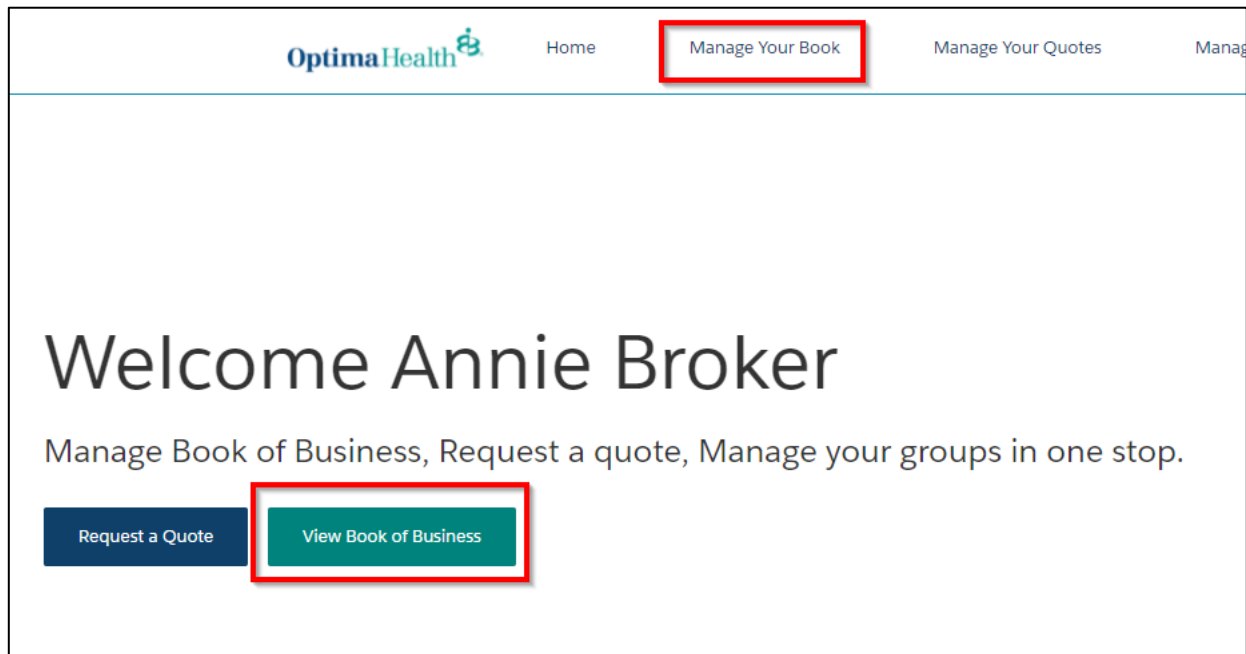 OptimaHealth Home Manage Your Book Manage Your Quotes Manag
Welcome Annie Broker
Manage Book of Business, Request a quote, Manage your groups in one stop.
Request a Quote View Book of Business